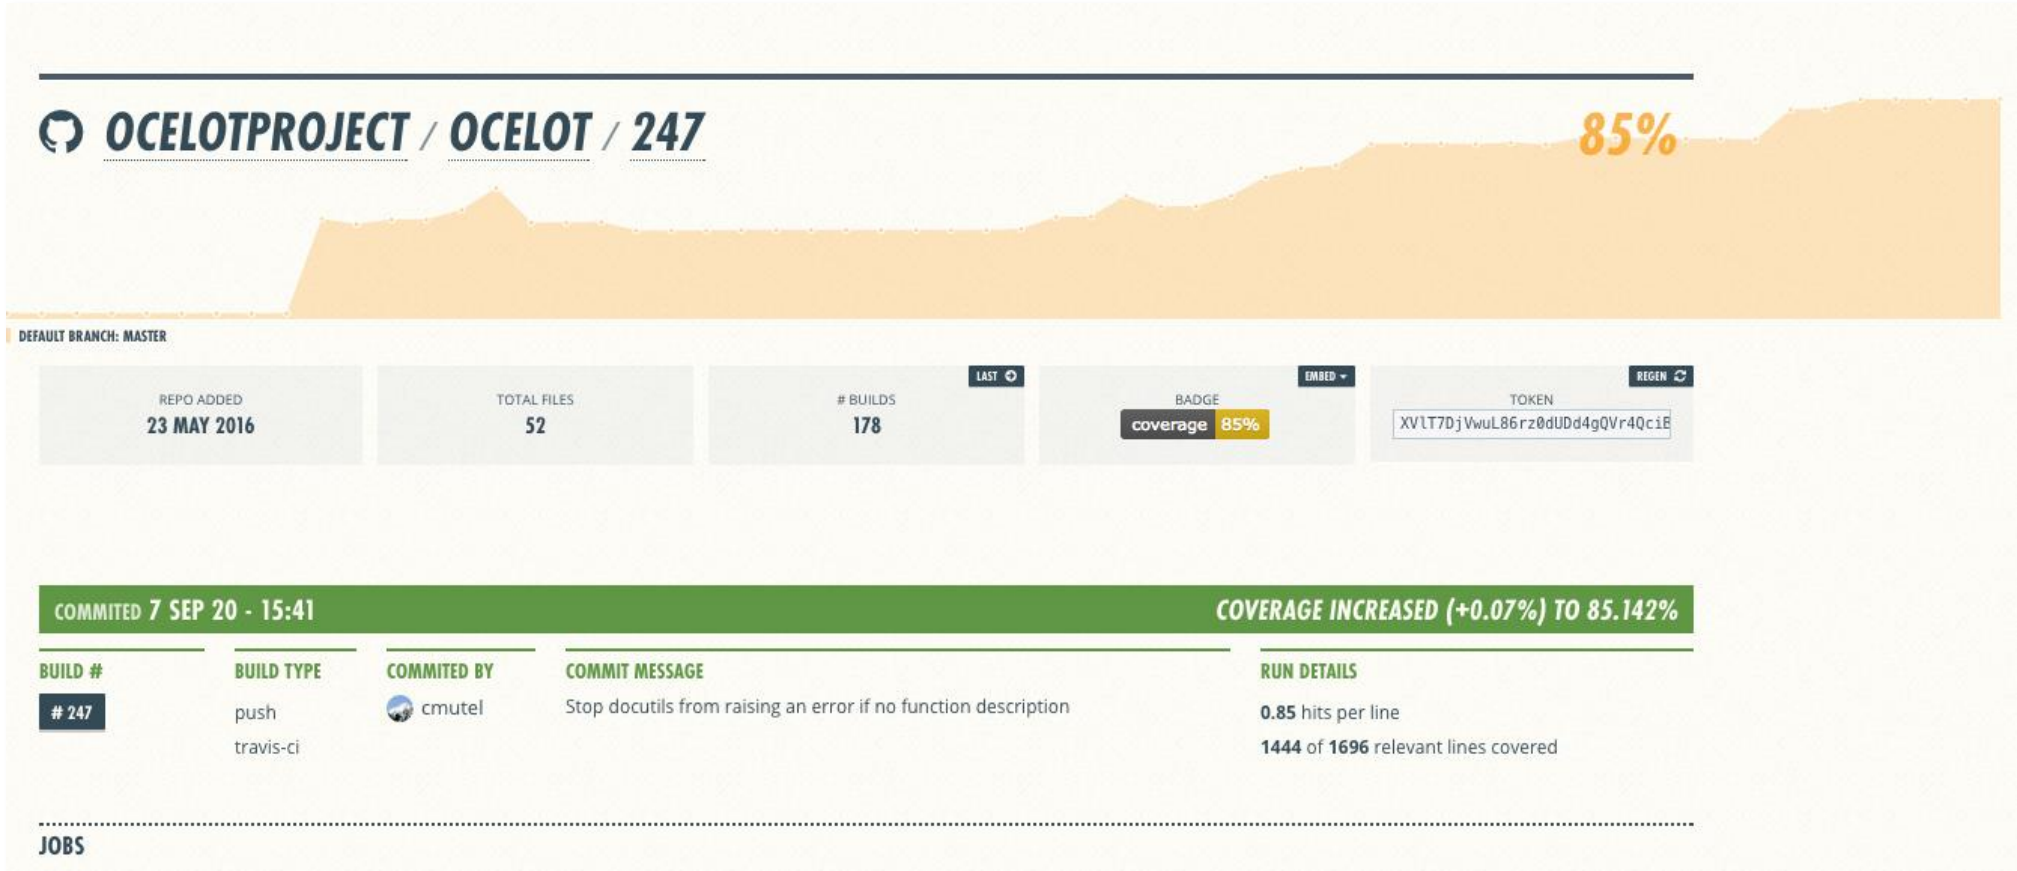 OCELOTPROJECT / OCELOT / 247
85%
DEFAULT BRANCH: MASTER
LAST
EMBED
REGEN
REPO ADDED
23 MAY 2016
TOTAL FILES
52
# BUILDS
178
BADGE
coverage 85%
TOKEN
XVlT7DjVwuL86rz0dUDd4gQVr4QciB
COMMITED 7 SEP 20 - 15:41
COVERAGE INCREASED (+0.07%) TO 85.142%
BUILD #
# 247
BUILD TYPE
push
travis-ci
COMMITED BY
cmutel
COMMIT MESSAGE
Stop docutils from raising an error if no function description
RUN DETAILS
0.85 hits per line
1444 of 1696 relevant lines covered
JOBS